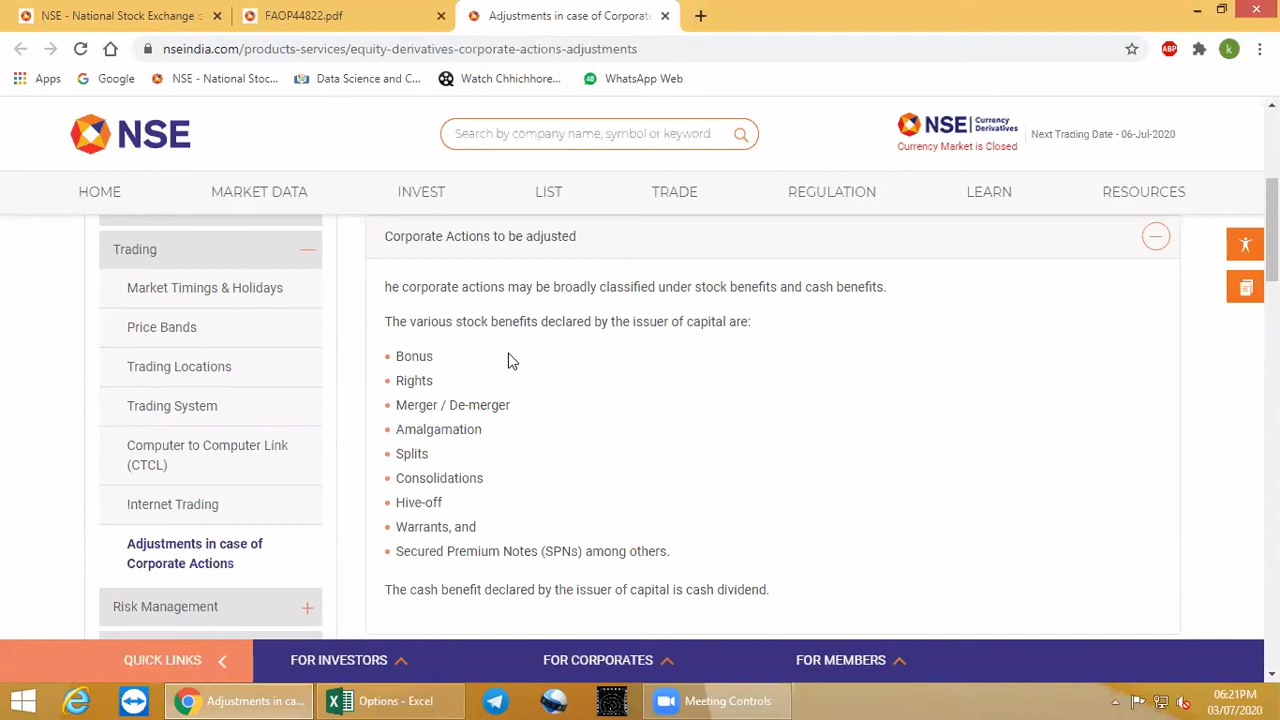 NSE - National Stock Exchange
FAOP44822.pdf
Adjustments in case of Corporate
nseindia.com/products-services/equity-derivatives-corporate-actions-adjustments
ABP
k
Apps
Google
NSE - National Stoc...
Data Science and C...
Watch Chhichhore...
48
WhatsApp Web
NSE
Search by company name, symbol or keyword
NSE Currency Derivatives
Currency Market is Closed
Next Trading Date - 06-Jul-2020
HOME
MARKET DATA
INVEST
LIST
TRADE
REGULATION
LEARN
RESOURCES
Trading
Market Timings & Holidays
Price Bands
Trading Locations
Trading System
Computer to Computer Link
(CTCL)
Internet Trading
Adjustments in case of
Corporate Actions
Risk Management
Corporate Actions to be adjusted
he corporate actions may be broadly classified under stock benefits and cash benefits.
The various stock benefits declared by the issuer of capital are:
• Bonus
• Rights
• Merger / De-merger
• Amalgamation
• Splits
• Consolidations
• Hive-off
• Warrants, and
• Secured Premium Notes (SPNs) among others.
The cash benefit declared by the issuer of capital is cash dividend.
QUICK LINKS
FOR INVESTORS
FOR CORPORATES
FOR MEMBERS
Adjustments in ca...
Options - Excel
Meeting Controls
06:21PM
03/07/2020